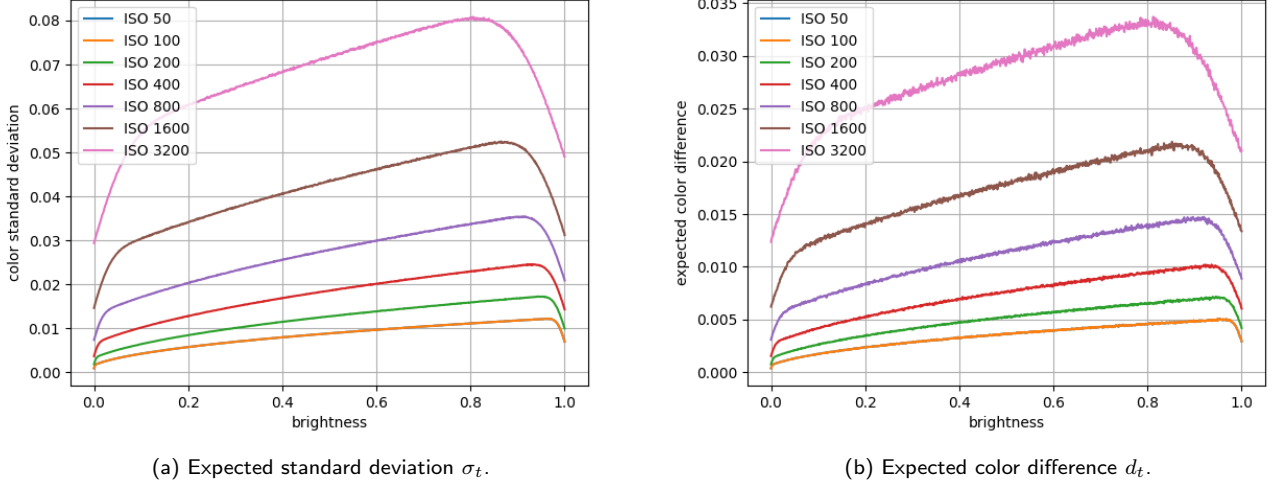 ISO 50
ISO 100
ISO 200
ISO 400
ISO 800
ISO 1600
ISO 3200
0.08
0.07
0.06
0.05
0.04
0.03
0.02
0.01
0.00
color standard deviation
0.0 0.2 0.4 0.6 0.8 1.0
brightness
(a) Expected standard deviation σₜ.
ISO 50
ISO 100
ISO 200
ISO 400
ISO 800
ISO 1600
ISO 3200
0.035
0.030
0.025
0.020
0.015
0.010
0.005
0.000
expected color difference
0.0 0.2 0.4 0.6 0.8 1.0
brightness
(b) Expected color difference dₜ.